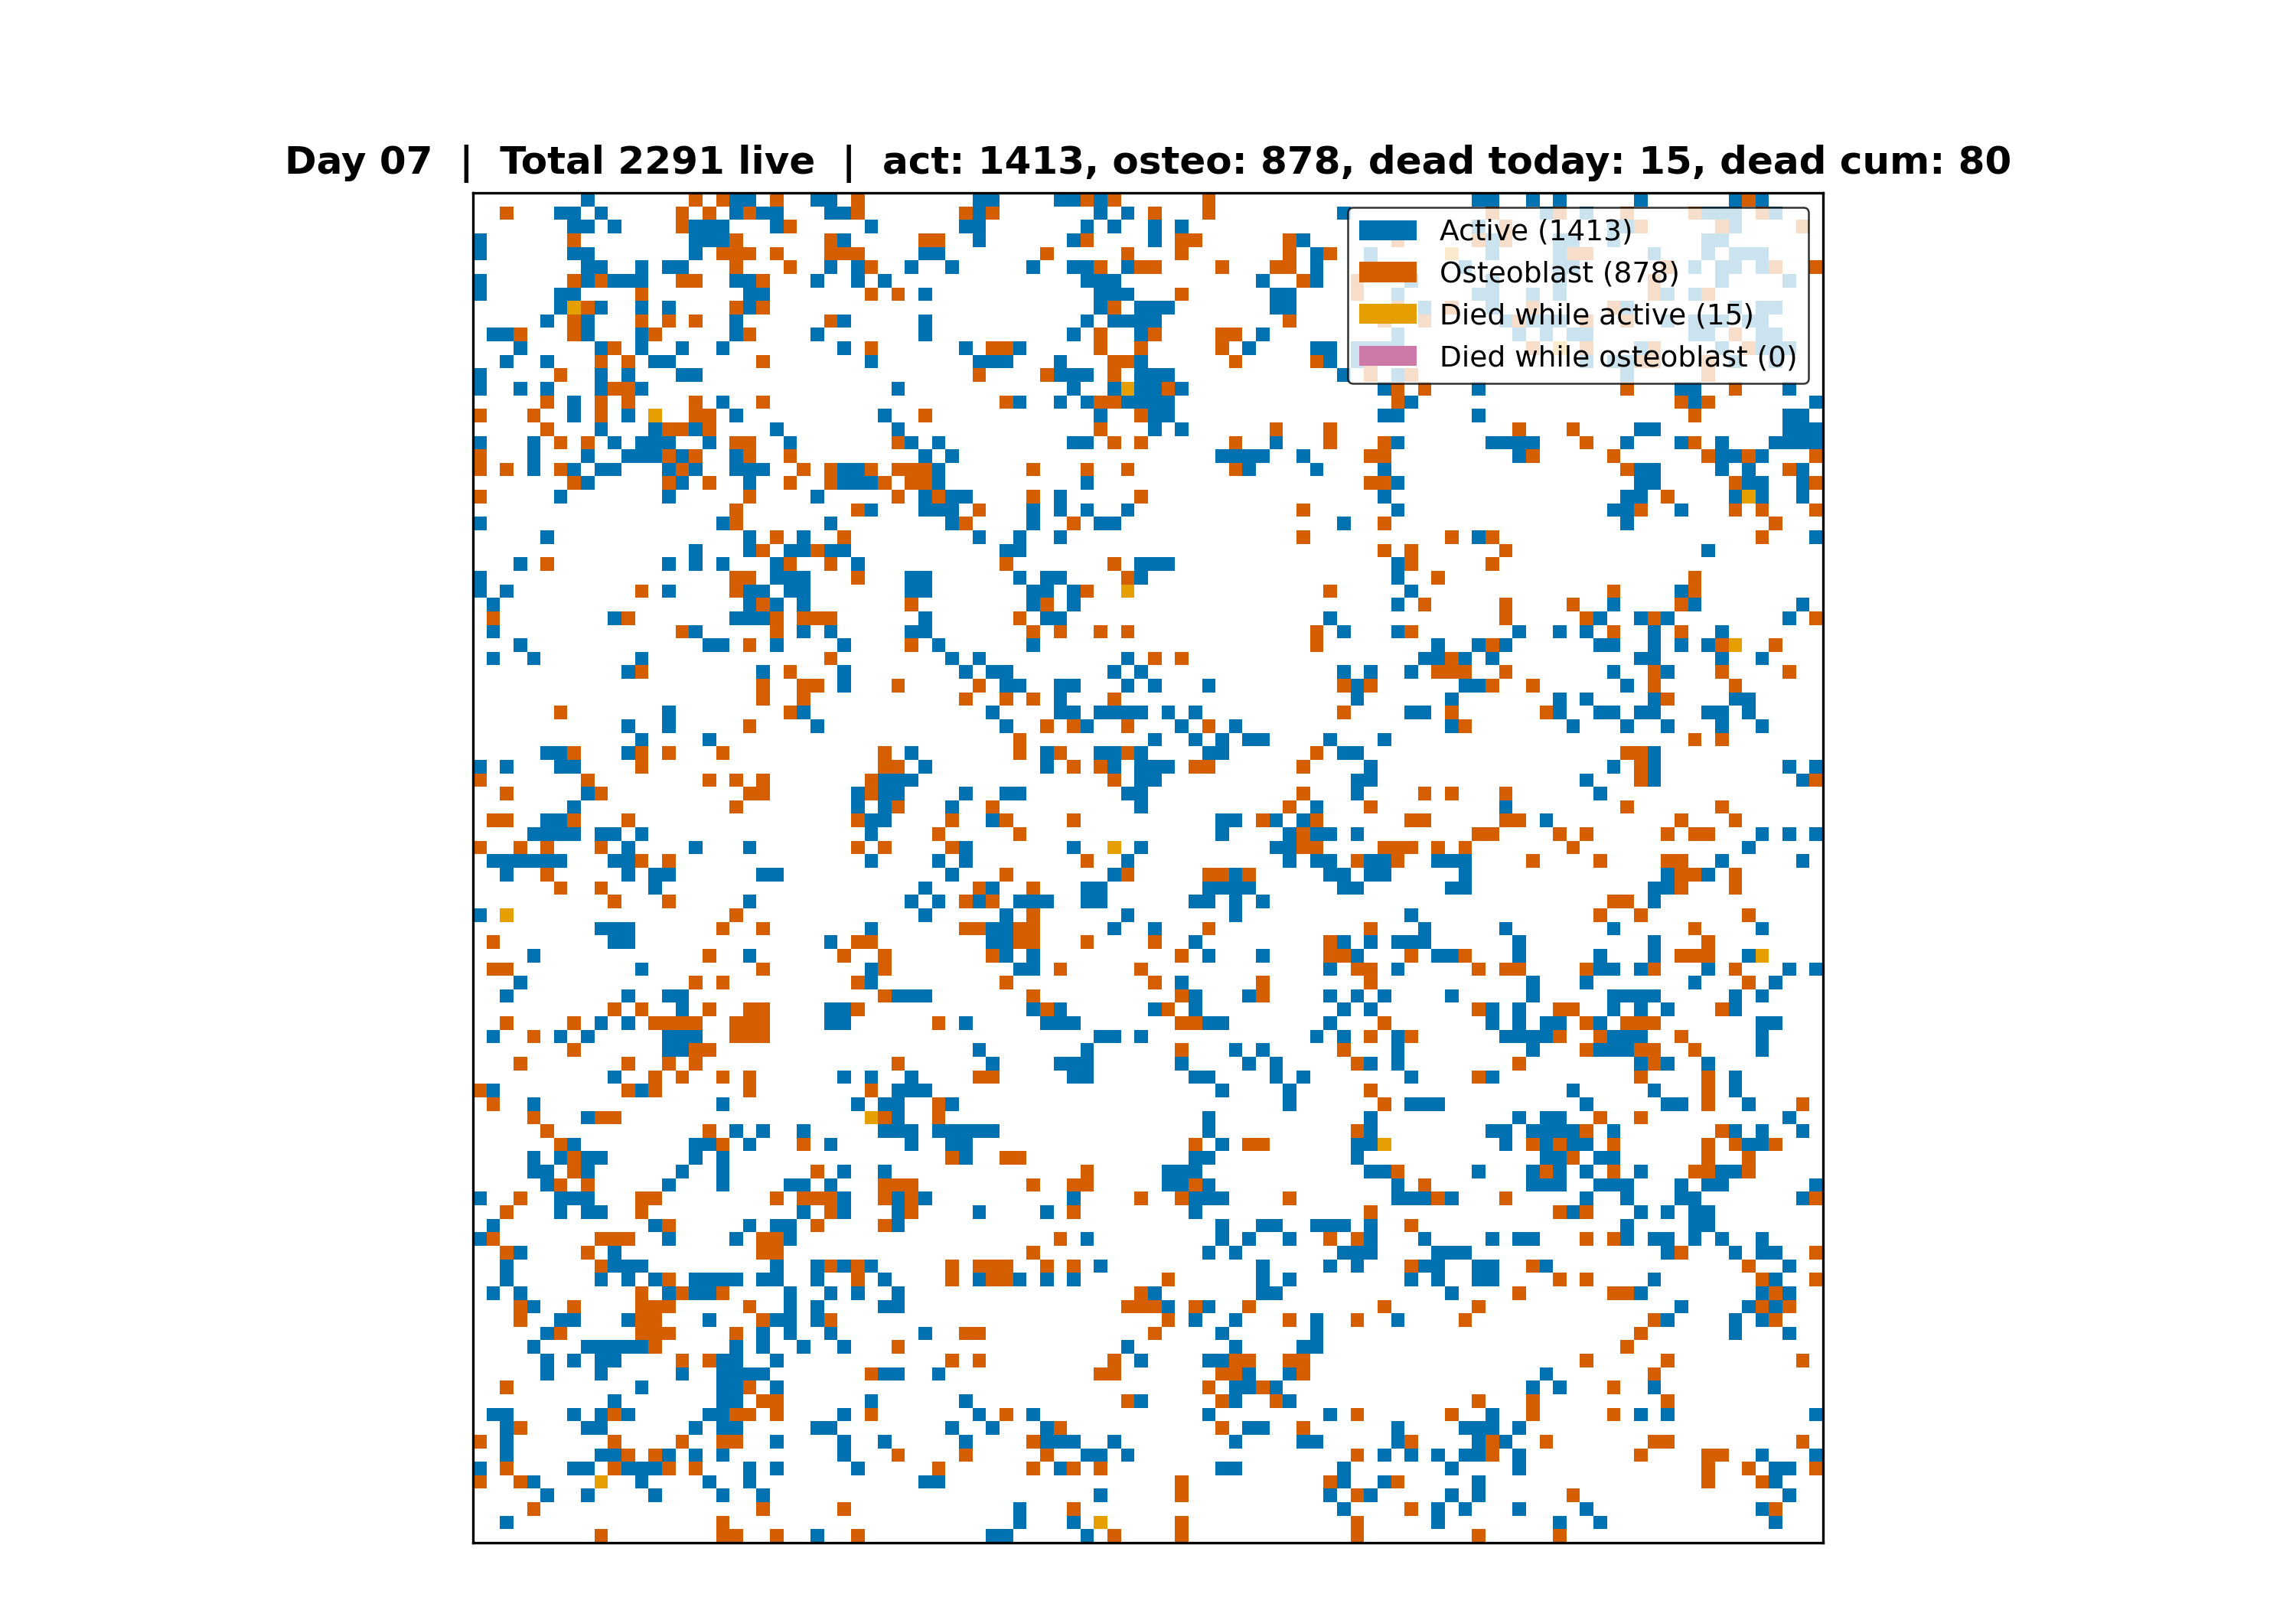 Day 07 | Total 2291 live | act: 1413, osteo: 878, dead today: 15, dead cum: 80
Active (1413)
Osteoblast (878)
Died while active (15)
Died while osteoblast (0)